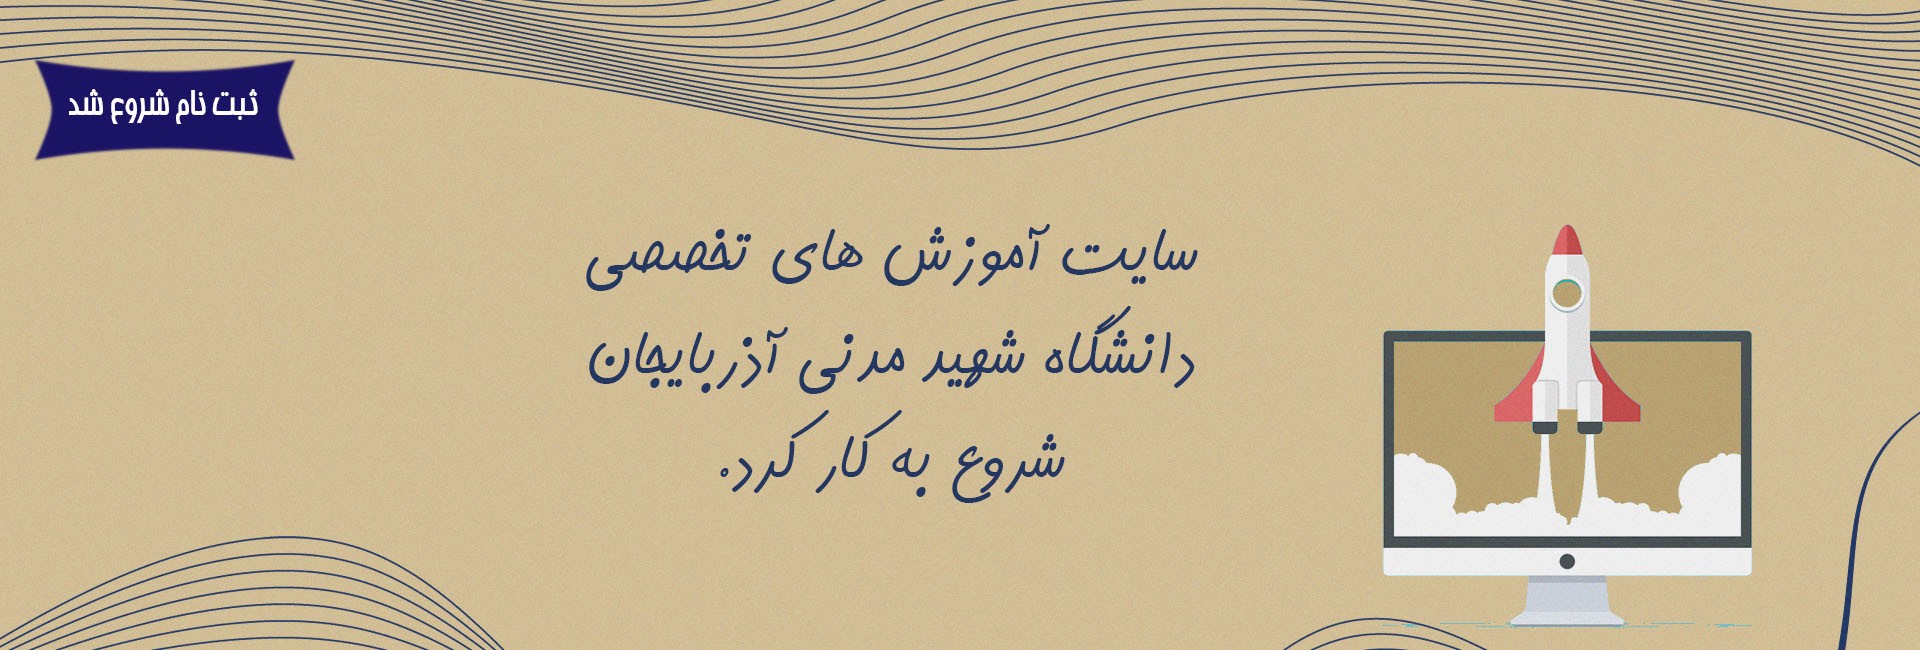 ثبت نام شروع شد
سایت آموزش های تخصصی
دانشگاه شهید مدنی آذربایجان
شروع به کار کرد.